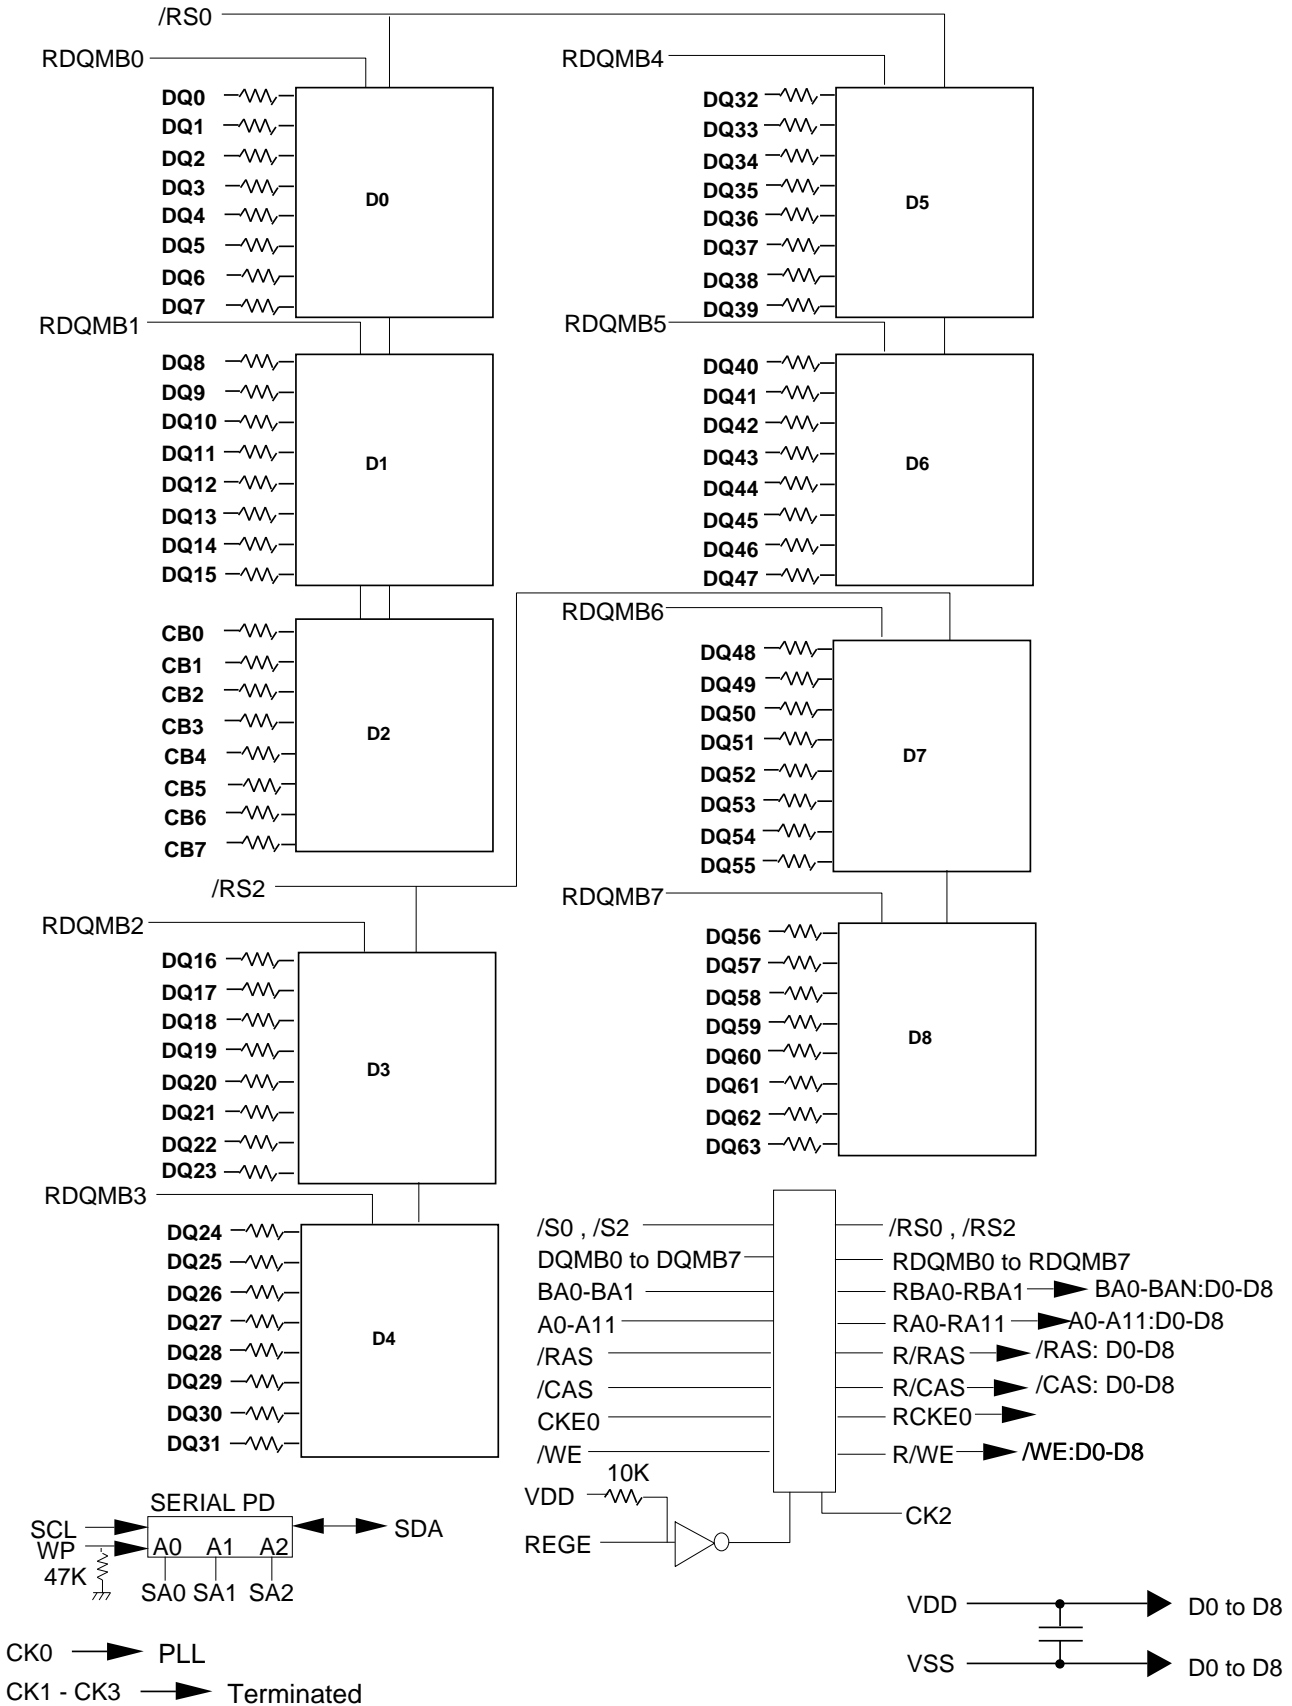 /RS0
RDQMB0
DQ0
DQ1
DQ2
DQ3
DQ4
DQ5
DQ6
DQ7
D0
RDQMB1
DQ8
DQ9
DQ10
DQ11
DQ12
DQ13
DQ14
DQ15
D1
CB0
CB1
CB2
CB3
CB4
CB5
CB6
CB7
D2
/RS2
RDQMB2
DQ16
DQ17
DQ18
DQ19
DQ20
DQ21
DQ22
DQ23
D3
RDQMB3
DQ24
DQ25
DQ26
DQ27
DQ28
DQ29
DQ30
DQ31
D4
RDQMB4
DQ32
DQ33
DQ34
DQ35
DQ36
DQ37
DQ38
DQ39
D5
RDQMB5
DQ40
DQ41
DQ42
DQ43
DQ44
DQ45
DQ46
DQ47
D6
RDQMB6
DQ48
DQ49
DQ50
DQ51
DQ52
DQ53
DQ54
DQ55
D7
RDQMB7
DQ56
DQ57
DQ58
DQ59
DQ60
DQ61
DQ62
DQ63
D8
/S0 , /S2
DQMB0 to DQMB7
BA0-BA1
A0-A11
/RAS
/CAS
CKE0
/WE
10K
VDD
REGE
/RS0 , /RS2
RDQMB0 to RDQMB7
RBA0-RBA1 BA0-BAN:D0-D8
RA0-RA11 A0-A11:D0-D8
R/RAS /RAS: D0-D8
R/CAS /CAS: D0-D8
RCKE0
R/WE /WE:D0-D8
CK2
SERIAL PD
SCL
WP
47K
A0 A1 A2
SDA
SA0 SA1 SA2
CK0 PLL
CK1 - CK3 Terminated
VDD D0 to D8
VSS D0 to D8